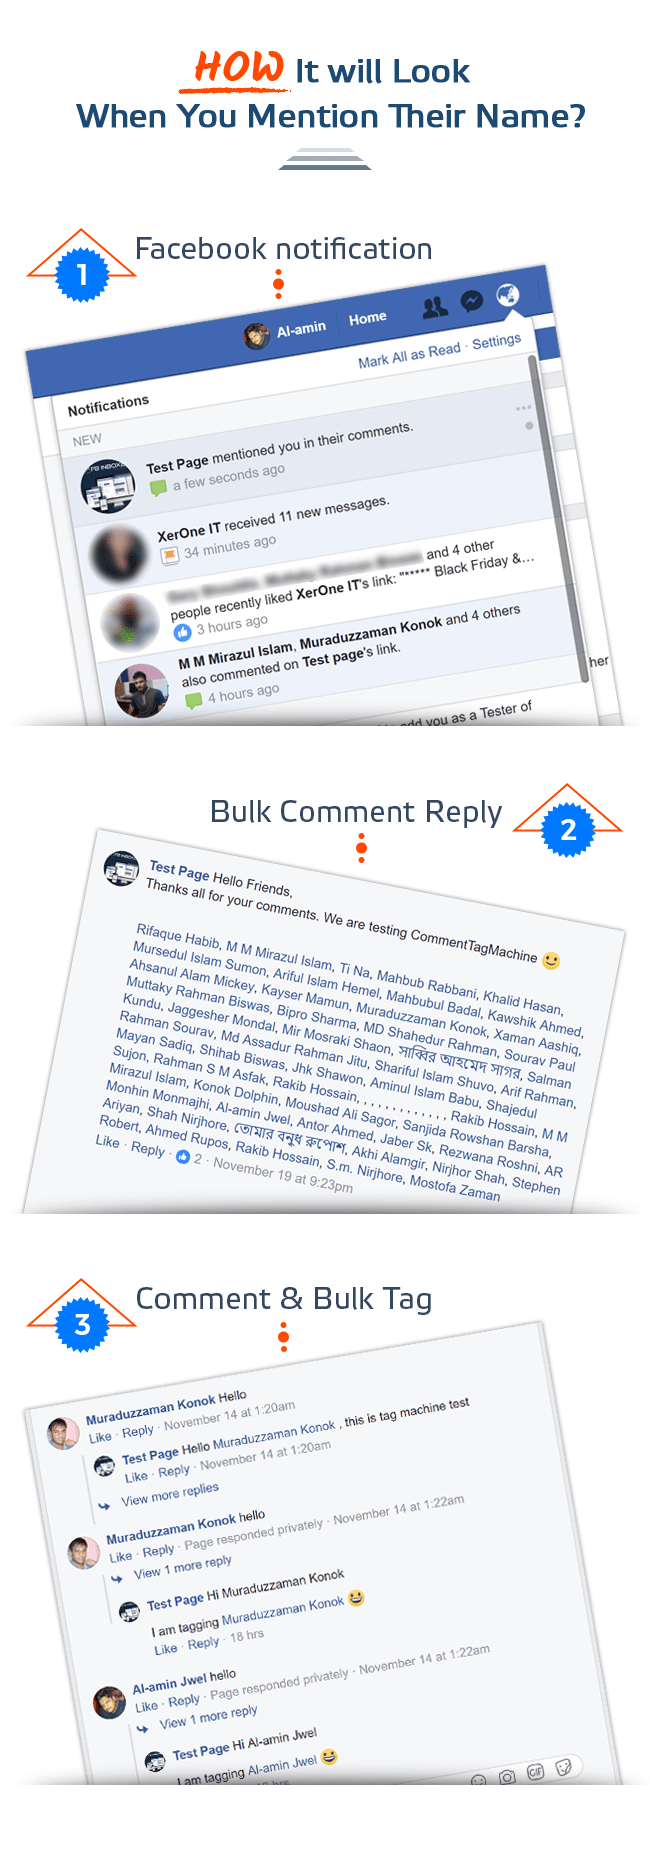 HOW It will Look
When You Mention Their Name?
1
Facebook notification
Al-amin Home
Mark All as Read · Settings
Notifications
NEW
FB INBOX
Test Page mentioned you in their comments.
a few seconds ago
XerOne IT received 11 new messages.
34 minutes ago
and 4 other
people recently liked XerOne IT's link: "***** Black Friday &...
3 hours ago
M M Mirazul Islam, Muraduzzaman Konok and 4 others
also commented on Test page's link.
4 hours ago
her
add you as a Tester of
Bulk Comment Reply
2
Test Page Hello Friends,
Thanks all for your comments. We are testing CommentTagMachine
Rifaque Habib, M M Mirazul Islam, Ti Na, Mahbub Rabbani, Khalid Hasan,
Mursedul Islam Sumon, Ariful Islam Hemel, Mahbubul Badal, Kawshik Ahmed,
Ahsanul Alam Mickey, Kayser Mamun, Muraduzzaman Konok, Xaman Aashiq,
Muttaky Rahman Biswas, Bipro Sharma, MD Shahedur Rahman, Sourav Paul
Kundu, Jaggesher Mondal, Mir Mosraki Shaon, সাব্বির আহমেদ সাগর, Salman
Rahman Sourav, Md Assadur Rahman Jitu, Shariful Islam Shuvo, Arif Rahman,
Mayan Sadiq, Shihab Biswas, Jhk Shawon, Aminul Islam Babu, Shajedul
Sujon, Rahman S M Asfak, Rakib Hossain, , , , , , , , , , , , , Rakib Hossain, M M
Mirazul Islam, Konok Dolphin, Moushad Ali Sagor, Sanjida Rowshan Barsha,
Monhin Monmajhi, Al-amin Jwel, Antor Ahmed, Jaber Sk, Rezwana Roshni, AR
Ariyan, Shah Nirjhore, তোমার বন্ধুধ রুপোশ, Akhi Alamgir, Nirjhor Shah, Stephen
Robert, Ahmed Rupos, Rakib Hossain, S.m. Nirjhore, Mostofa Zaman
Like · Reply · 2 · November 19 at 9:23pm
3
Comment & Bulk Tag
Muraduzzaman Konok Hello
Like · Reply · November 14 at 1:20am
Test Page Hello Muraduzzaman Konok , this is tag machine test
Like · Reply · November 14 at 1:20am
View more replies
Muraduzzaman Konok hello
Like · Reply · Page responded privately · November 14 at 1:22am
View 1 more reply
Test Page Hi Muraduzzaman Konok
I am tagging Muraduzzaman Konok
Like · Reply · 18 hrs
Al-amin Jwel hello
Like · Reply · Page responded privately · November 14 at 1:22am
View 1 more reply
Test Page Hi Al-amin Jwel
I am tagging Al-amin Jwel
hrs
GIF